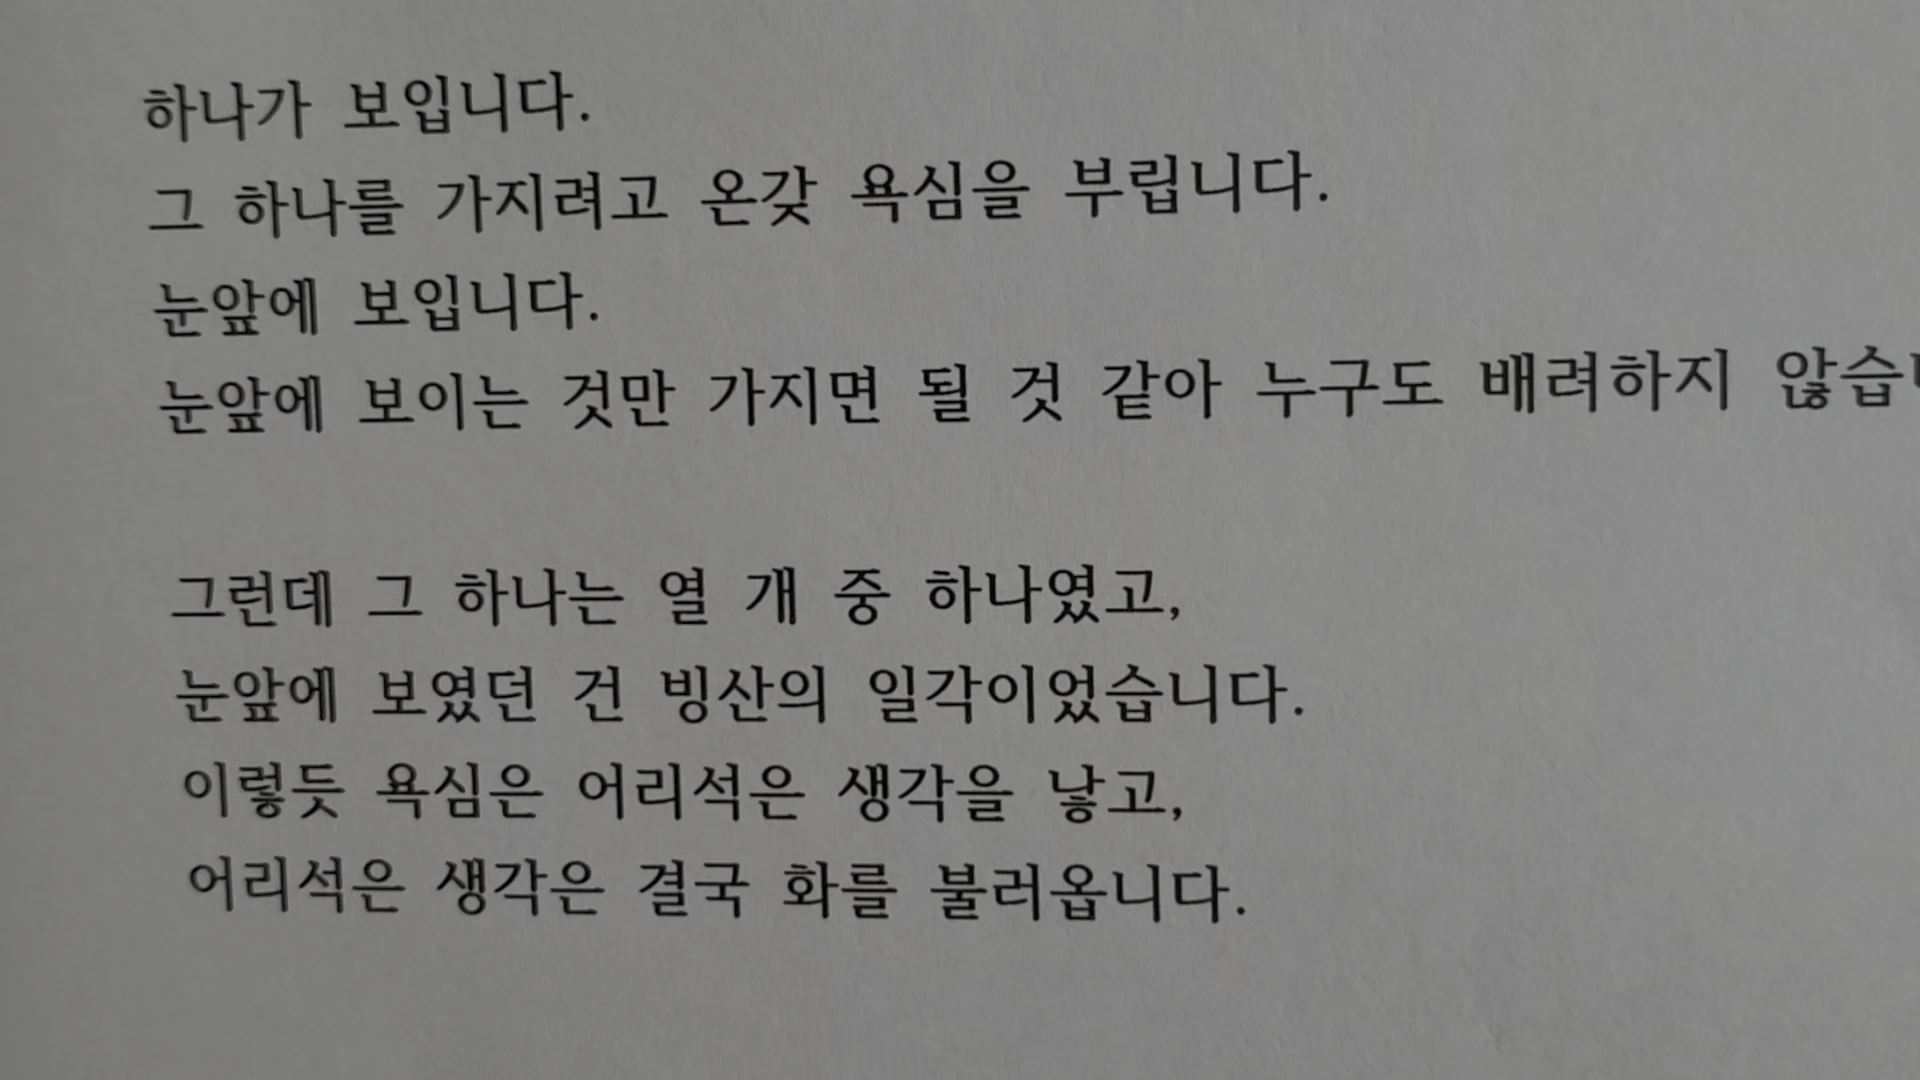 하나가 보입니다.
그 하나를 가지려고 온갖 욕심을 부립니다.
눈앞에 보입니다.
눈앞에 보이는 것만 가지면 될 것 같아 누구도 배려하지
그런데 그 하나는 열 개 중 하나였고,
눈앞에 보였던 건 빙산의 일각이었습니다.
이렇듯 욕심은 어리석은 생각을 낳고,
어리석은 생각은 결국 화를 불러옵니다.